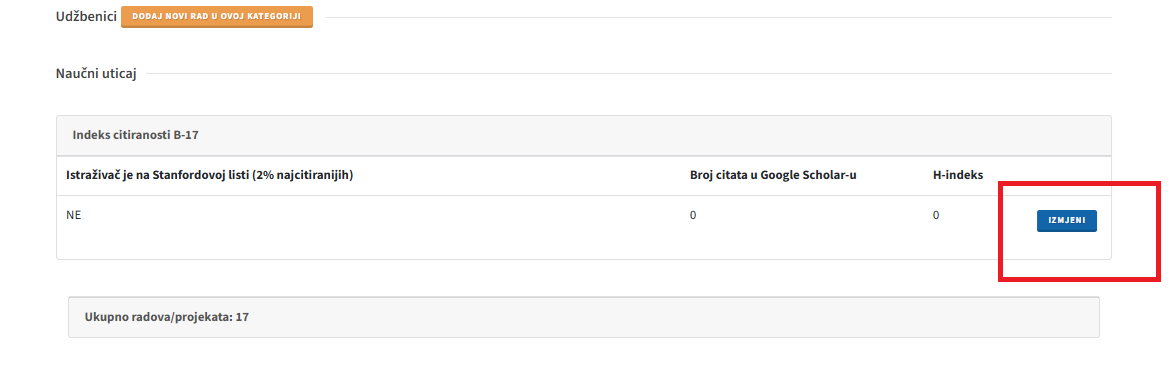 Udžbenici DODAJ NOVI RAD U OVOJ KATEGORIJI
Naučni uticaj
Indeks citiranosti B-17
Istraživač je na Stanfordovoj listi (2% najcitiranijih) Broj citata u Google Scholar-u H-indeks
NE 0 0 IZMJENI
Ukupno radova/projekata: 17